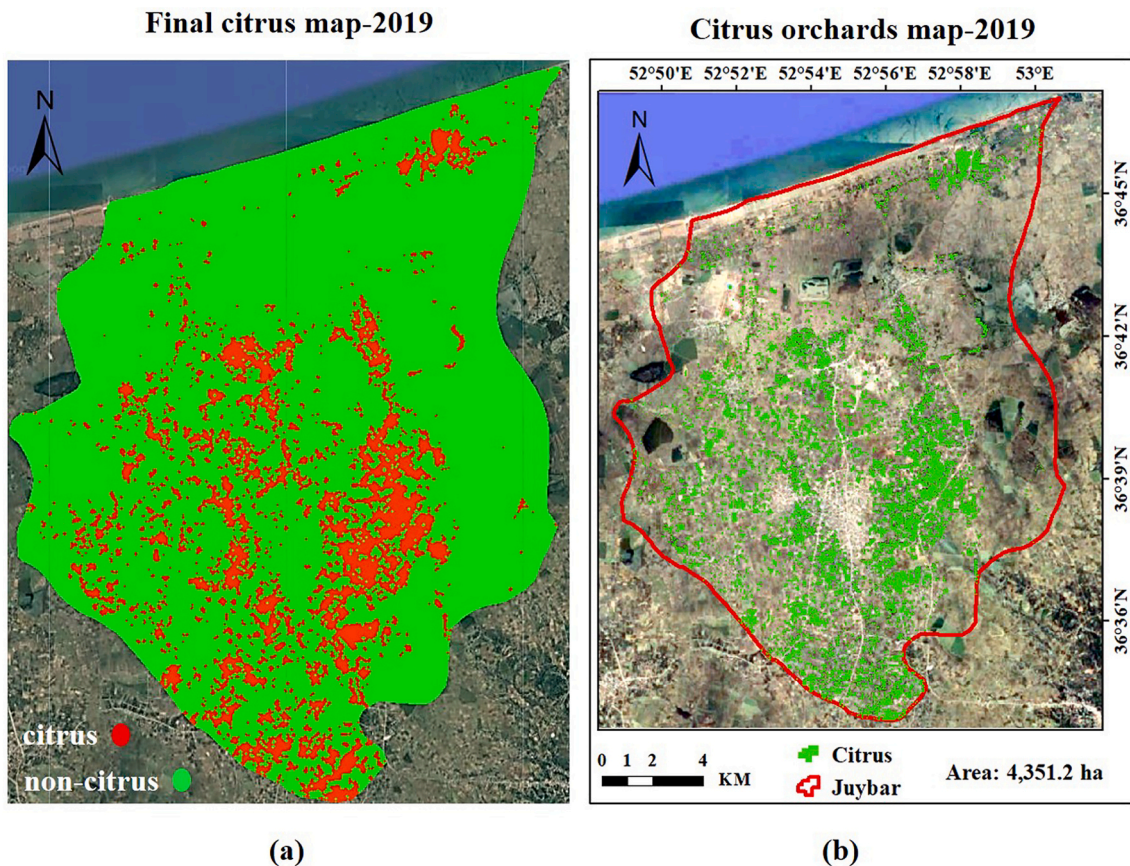 Final citrus map-2019
Citrus orchards map-2019
N
citrus
non-citrus
52°50'E 52°52'E 52°54'E 52°56'E 52°58'E 53°E
N
36°45'N
36°42'N
36°39'N
36°36'N
0 1 2 4
KM
Citrus
Juybar
Area: 4,351.2 ha
(a)
(b)